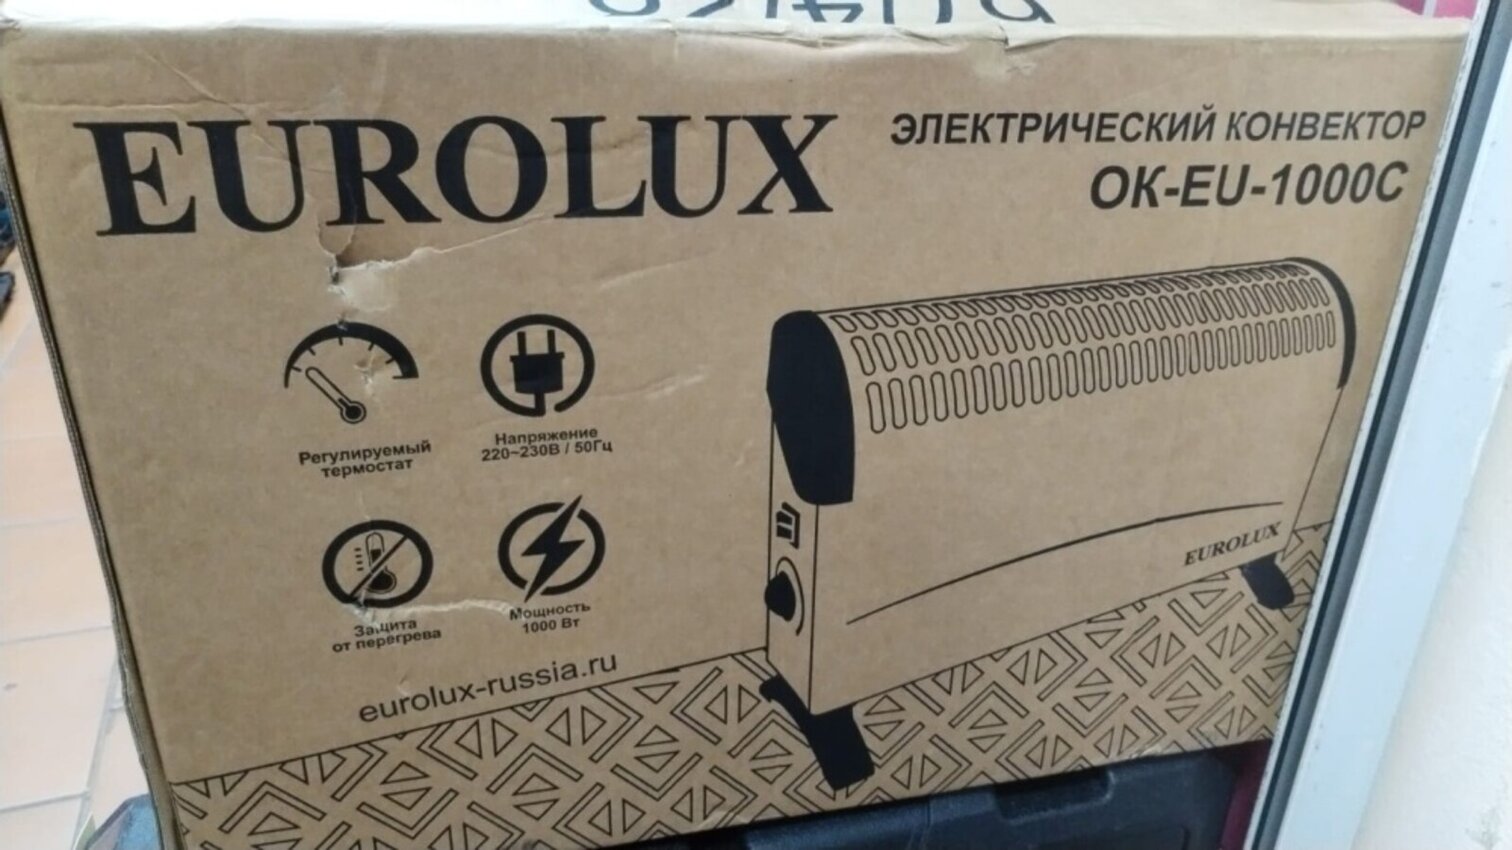 EUROLUX
ЭЛЕКТРИЧЕСКИЙ КОНВЕКТОР
ОК-EU-1000C
Регулируемый
термостат
Напряжение
220~230В / 50Гц
Защита
от перегрева
Мощность
1000 Вт
eurolux-russia.ru
EUROLUX